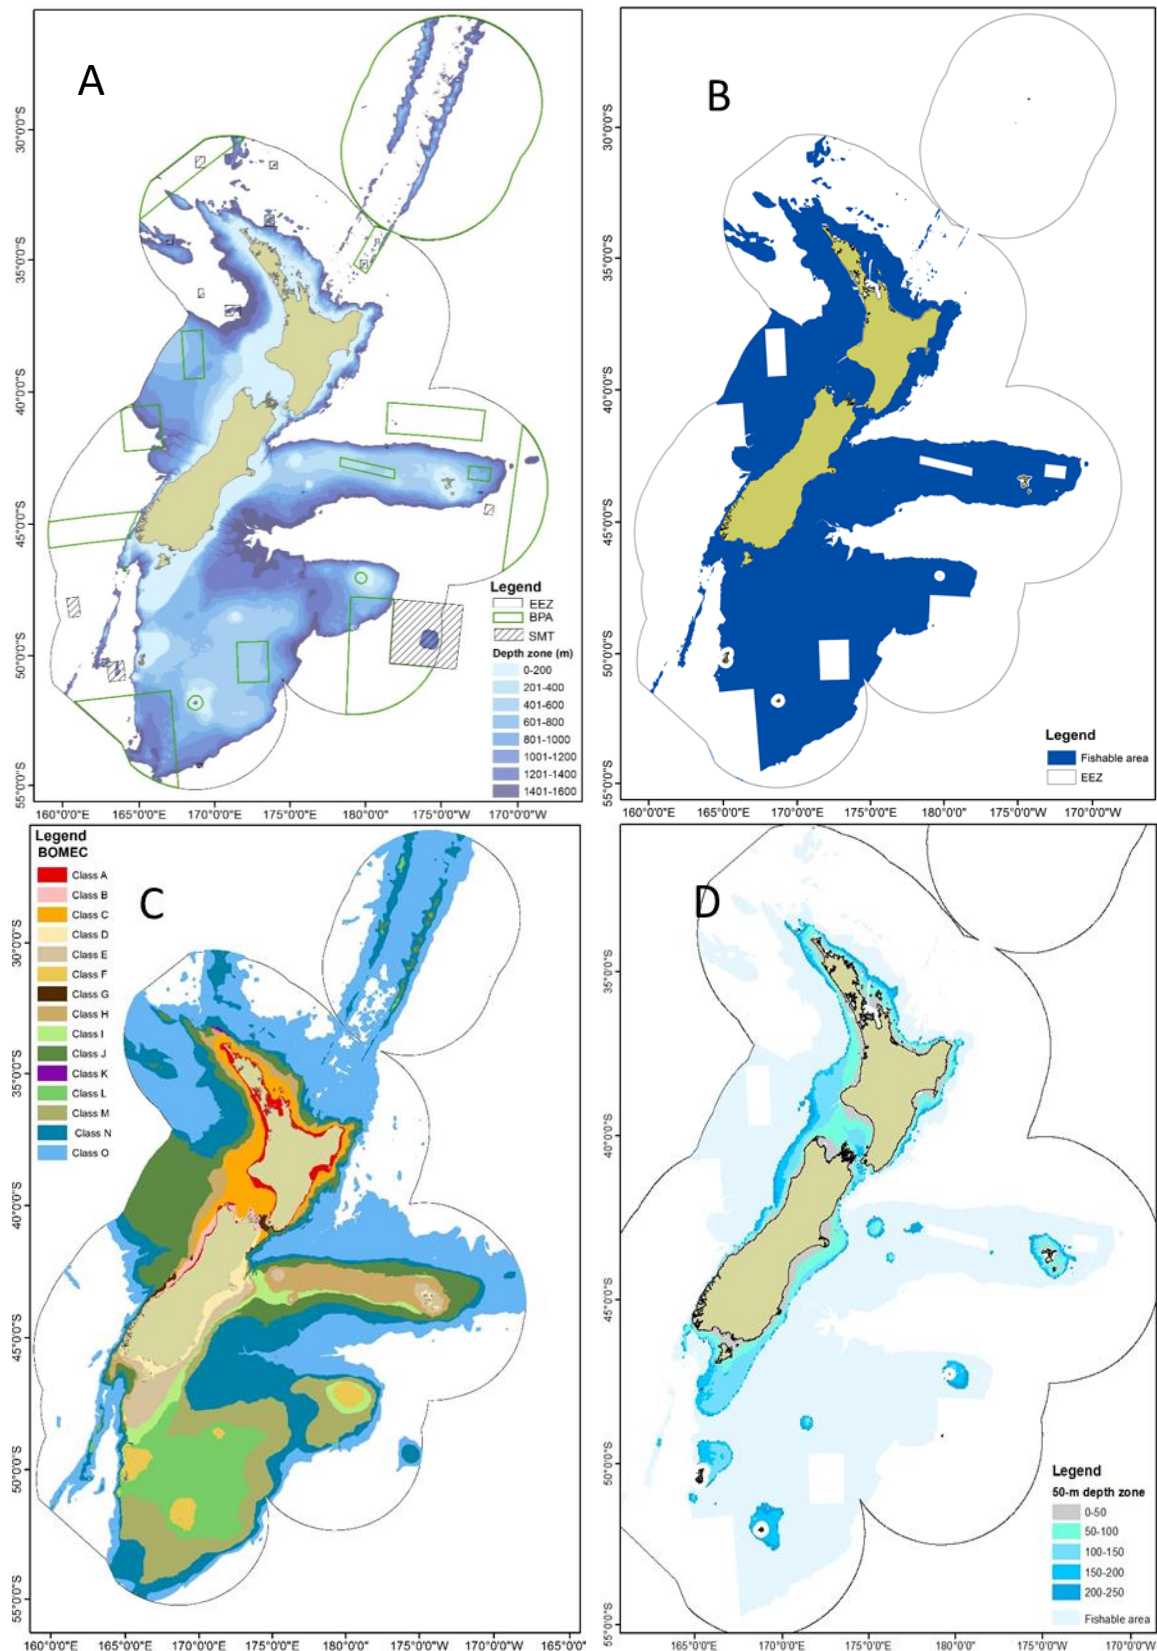 A
30°0'0"S
35°0'0"S
40°0'0"S
45°0'0"S
50°0'0"S
55°0'0"S
Legend
EEZ
BPA
SMT
Depth zone (m)
0-200
201-400
401-600
601-800
801-1000
1001-1200
1201-1400
1401-1600
160°0'0"E
165°0'0"E
170°0'0"E
175°0'0"E
180°0'0"
175°0'0"W
170°0'0"W
B
30°0'0"S
35°0'0"S
40°0'0"S
45°0'0"S
50°0'0"S
55°0'0"S
Legend
Fishable area
EEZ
165°0'0"E
170°0'0"E
175°0'0"E
180°0'0"
175°0'0"W
170°0'0"W
Legend
BOMEC
Class A
Class B
Class C
Class D
Class E
Class F
Class G
Class H
Class I
Class J
Class K
Class L
Class M
Class N
Class O
C
30°0'0"S
35°0'0"S
40°0'0"S
45°0'0"S
50°0'0"S
55°0'0"S
160°0'0"E
165°0'0"E
170°0'0"E
175°0'0"E
180°0'0"
175°0'0"W
170°0'0"W
D
35°0'0"S
40°0'0"S
45°0'0"S
50°0'0"S
55°0'0"S
Legend
50-m depth zone
0-50
50-100
100-150
150-200
200-250
Fishable area
165°0'0"E
170°0'0"E
175°0'0"E
180°0'0"
175°0'0"W
170°0'0"W